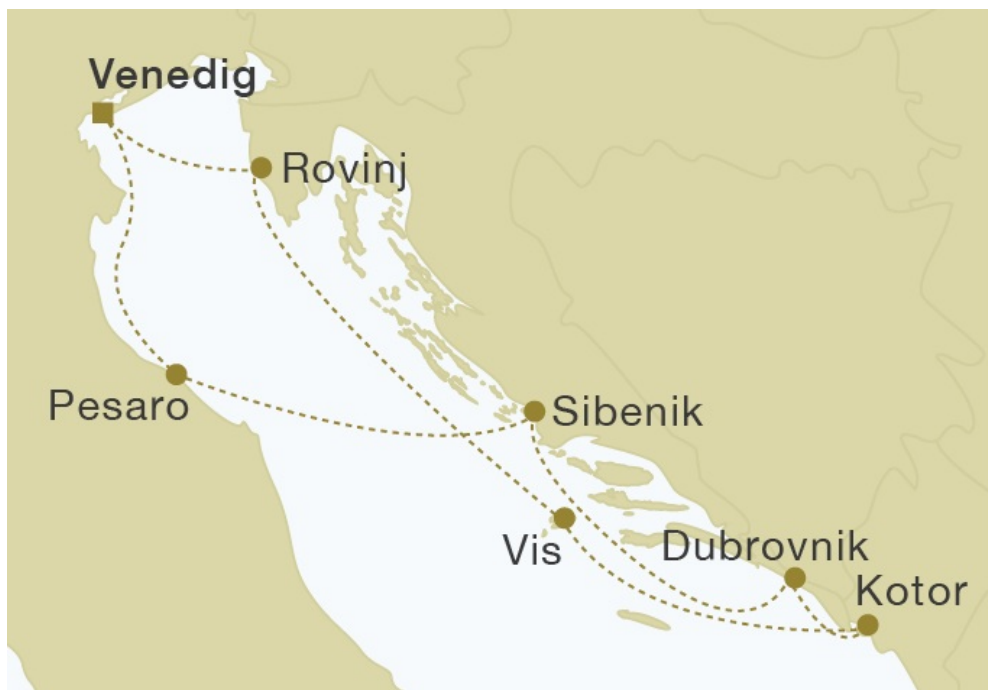 Venedig
Rovinj
Pesaro
Sibenik
Vis
Dubrovnik
Kotor